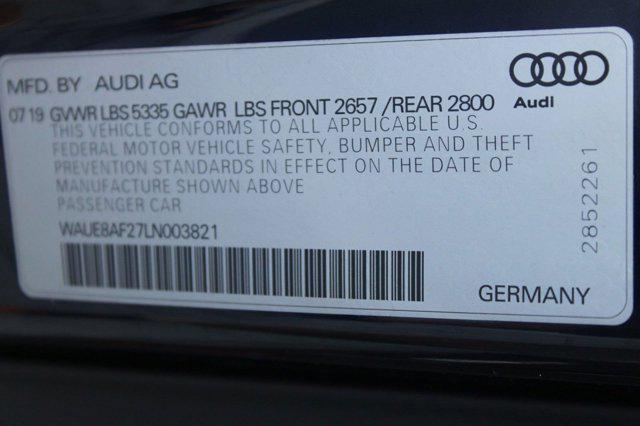 MFD. BY AUDI AG
Audi
07 19 GVWR LBS 5335 GAWR LBS FRONT 2657 /REAR 2800
THIS VEHICLE CONFORMS TO ALL APPLICABLE U.S.
FEDERAL MOTOR VEHICLE SAFETY, BUMPER AND THEFT
PREVENTION STANDARDS IN EFFECT ON THE DATE OF
MANUFACTURE SHOWN ABOVE
PASSENGER CAR
WAUE8AF27LN003821
2852261
GERMANY